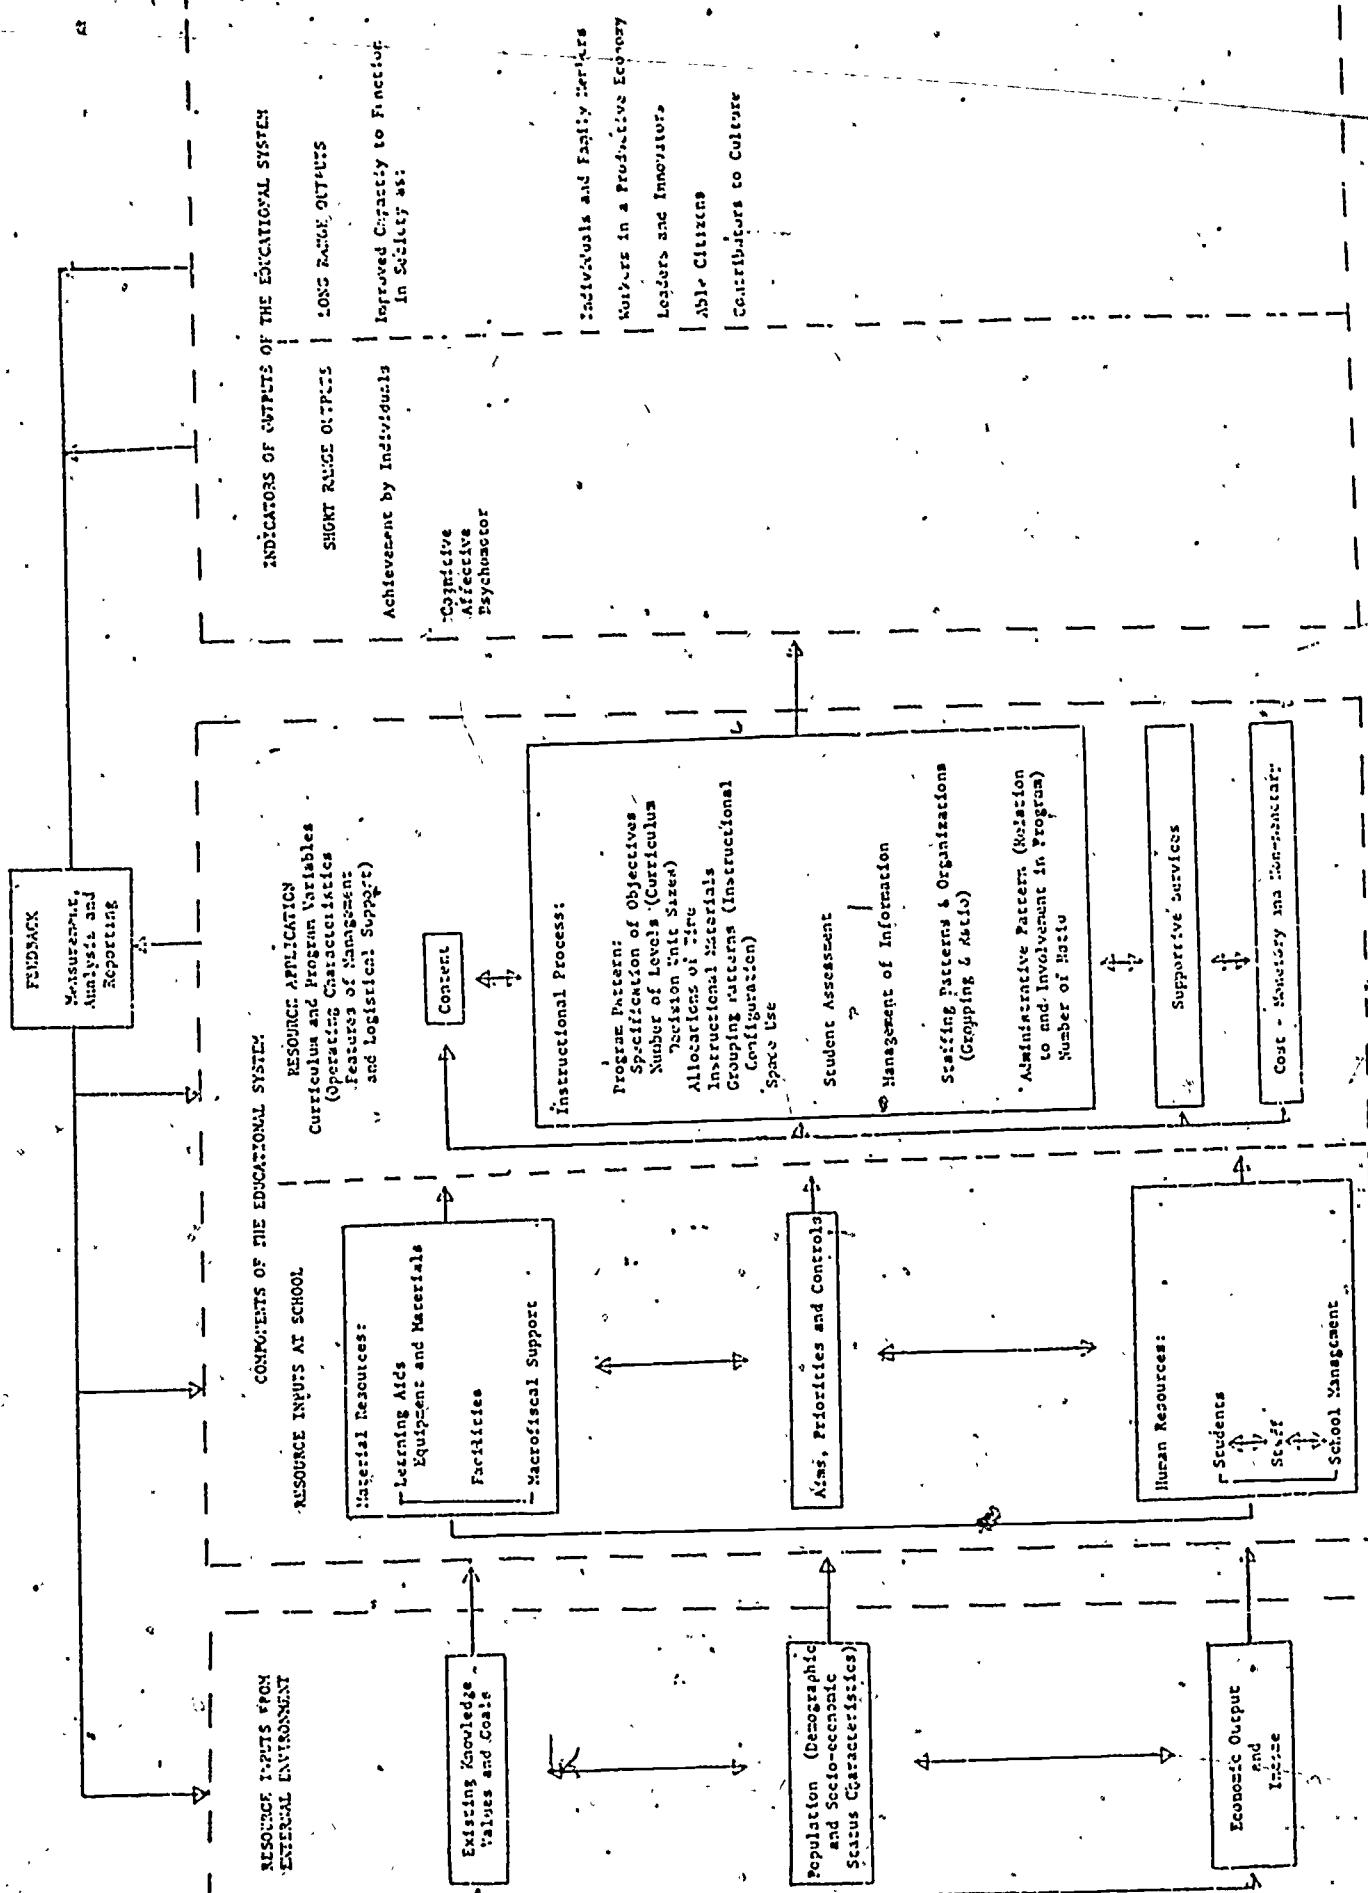 FEEDBACK
Measurement,
Analysis and
Reporting
RESOURCE INPUTS FROM
EXTERNAL ENVIRONMENT
Existing Knowledge
Values and Goals
Population (Demographic
and Socio-economic
Status Characteristics)
Economic Output
and
Income
COMPONENTS OF THE EDUCATIONAL SYSTEM
RESOURCE INPUTS AT SCHOOL
Material Resources:
Learning Aids
Equipment and Materials
Facilities
Macrofiscal Support
Aims, Priorities and Controls
Human Resources:
Students
Staff
School Management
RESOURCE APPLICATION
Curriculum and Program Variables
(Operating Characteristics
Features of Management
and Logistical Support)
Content
Instructional Process:
Program Pattern:
Specification of Objectives
Number of Levels (Curriculum
Decision Unit Sizes)
Allocations of Time
Instructional Materials
Grouping Patterns (Instructional
Configuration)
Space Use
Student Assessment
Management of Information
Staffing Patterns & Organizations
(Grouping & Ratio)
Administrative Pattern (Relation
to and Involvement in Program)
Number of Ratio
Supportive Services
Cost - Monetary and Non-monetary
INDICATORS OF OUTPUTS OF THE EDUCATIONAL SYSTEM
SHORT RANGE OUTPUTS
Achievement by Individuals
Cognitive
Affective
Psychomotor
LONG RANGE OUTPUTS
Improved Capacity to Function
in Society as:
Individuals and Family Members
Workers in a Productive Economy
Leaders and Innovators
Able Citizens
Contributors to Culture